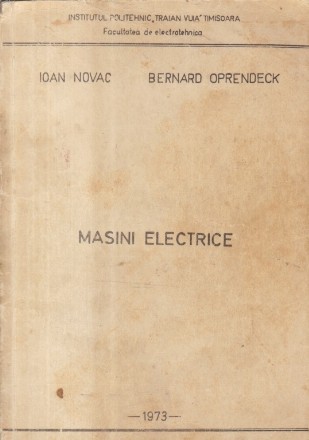 INSTITUTUL POLITEHNIC „TRAIAN VUIA" TIMISOARA
Facultatea de electrotehnica
IOAN NOVAC BERNARD OPRENDECK
MASINI ELECTRICE
—1973—